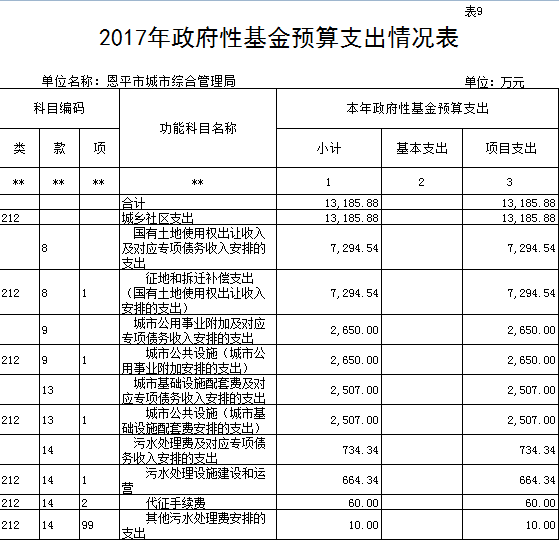 表9
2017年政府性基金预算支出情况表
单位名称：恩平市城市综合管理局 单位：万元
科目编码 功能科目名称 本年政府性基金预算支出
类 款 项 小计 基本支出 项目支出
** ** ** ** 1 2 3
合计 13,185.88 13,185.88
212 城乡社区支出 13,185.88 13,185.88
国有土地使用权出让收入
8 及对应专项债务收入安排的 7,294.54 7,294.54
支出
征地和拆迁补偿支出
212 8 1 （国有土地使用权出让收入 7,294.54 7,294.54
安排的支出）
9 城市公用事业附加及对应 2,650.00 2,650.00
专项债务收入安排的支出
212 9 1 城市公共设施（城市公 2,650.00 2,650.00
用事业附加安排的支出）
13 城市基础设施配套费及对 2,507.00 2,507.00
应专项债务收入安排的支出
212 13 1 城市公共设施（城市基 2,507.00 2,507.00
础设施配套费安排的支出）
14 污水处理费及对应专项债 734.34 734.34
务收入安排的支出
212 14 1 污水处理设施建设和运 664.34 664.34
营
212 14 2 代征手续费 60.00 60.00
212 14 99 其他污水处理费安排的 10.00 10.00
支出